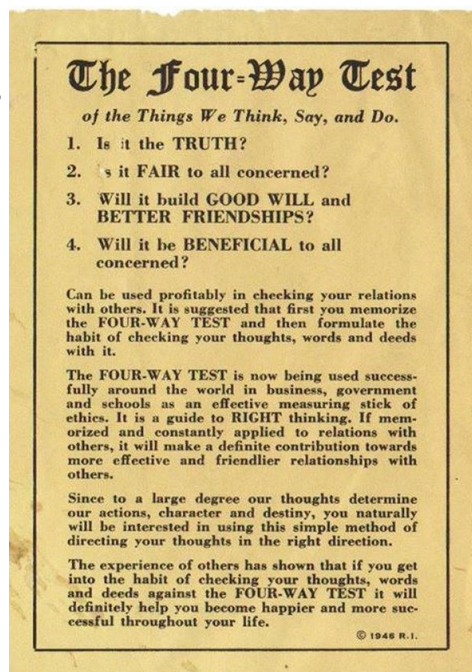 The Four-Way Test
of the Things We Think, Say, and Do.
1. Is it the TRUTH?
2. s it FAIR to all concerned?
3. Will it build GOOD WILL and
BETTER FRIENDSHIPS?
4. Will it be BENEFICIAL to all
concerned?
Can be used profitably in checking your relations
with others. It is suggested that first you memorize
the FOUR-WAY TEST and then formulate the
habit of checking your thoughts, words and deeds
with it.
The FOUR-WAY TEST is now being used success-
fully around the world in business, government
and schools as an effective measuring stick of
ethics. It is a guide to RIGHT thinking. If mem-
orized and constantly applied to relations with
others, it will make a definite contribution towards
more effective and friendlier relationships with
others.
Since to a large degree our thoughts determine
our actions, character and destiny, you naturally
will be interested in using this simple method of
directing your thoughts in the right direction.
The experience of others has shown that if you get
into the habit of checking your thoughts, words
and deeds against the FOUR-WAY TEST it will
definitely help you become happier and more suc-
cessful throughout your life.
© 1946 R.I.